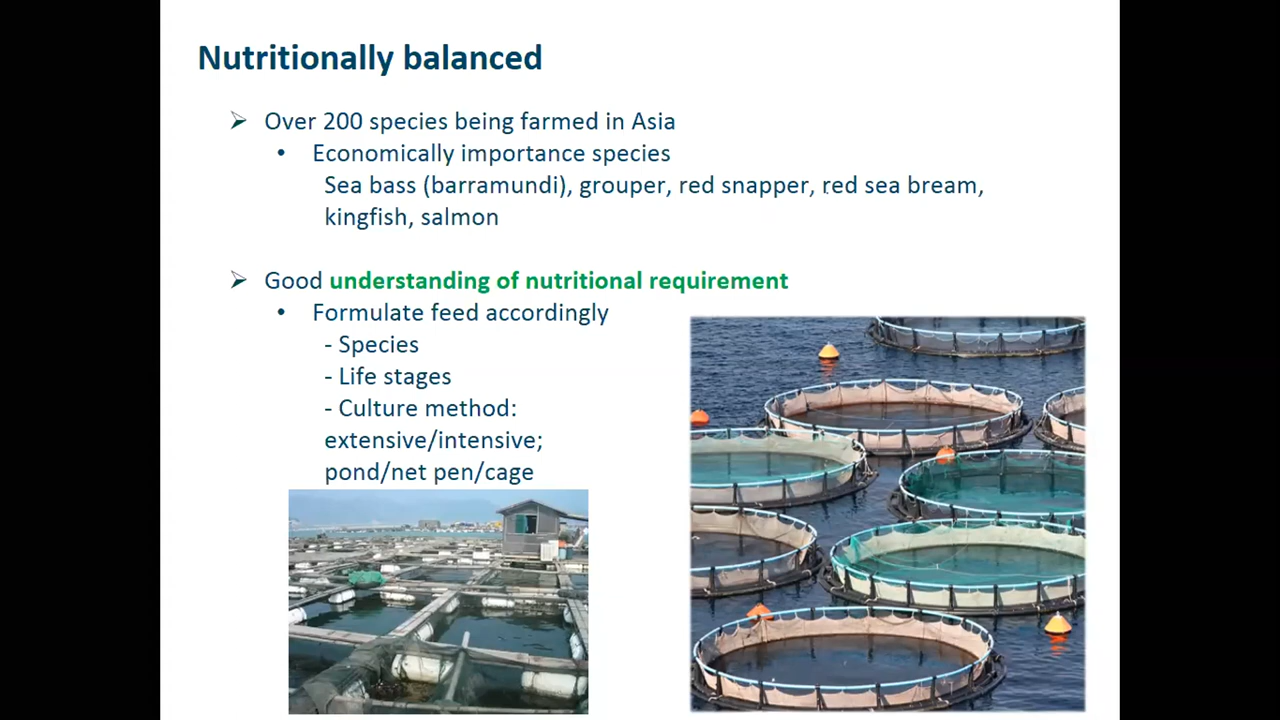 Nutritionally balanced
➢ Over 200 species being farmed in Asia
• Economically importance species
Sea bass (barramundi), grouper, red snapper, red sea bream,
kingfish, salmon
➢ Good understanding of nutritional requirement
• Formulate feed accordingly
- Species
- Life stages
- Culture method:
extensive/intensive;
pond/net pen/cage